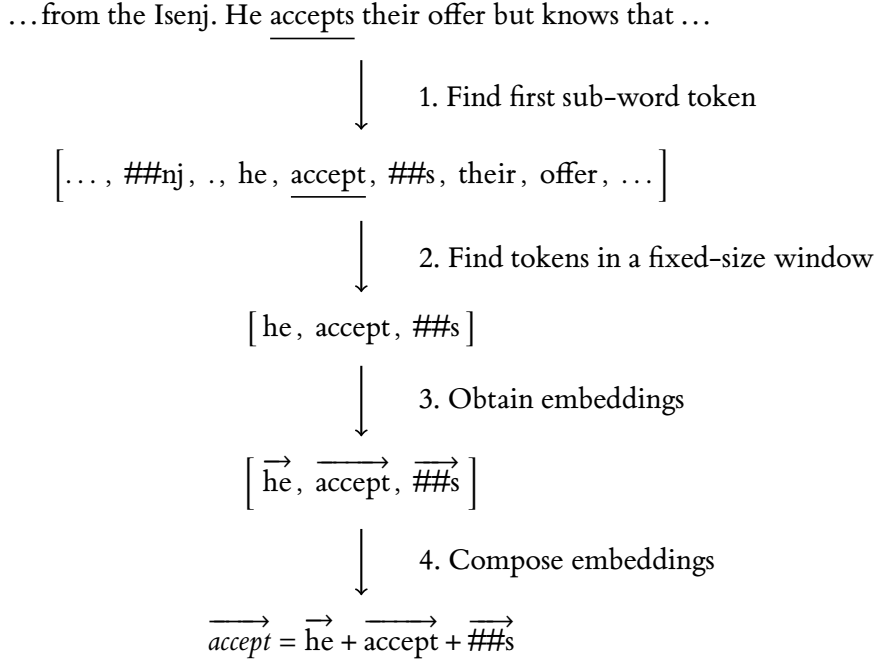 …from the Isenj. He accepts their offer but knows that …
1. Find first sub-word token
[…, ##nj, ., he, accept, ##s, their, offer, …]
2. Find tokens in a fixed-size window
[he, accept, ##s]
3. Obtain embeddings
[he, accept, ##s]
4. Compose embeddings
accept = he + accept + ##s